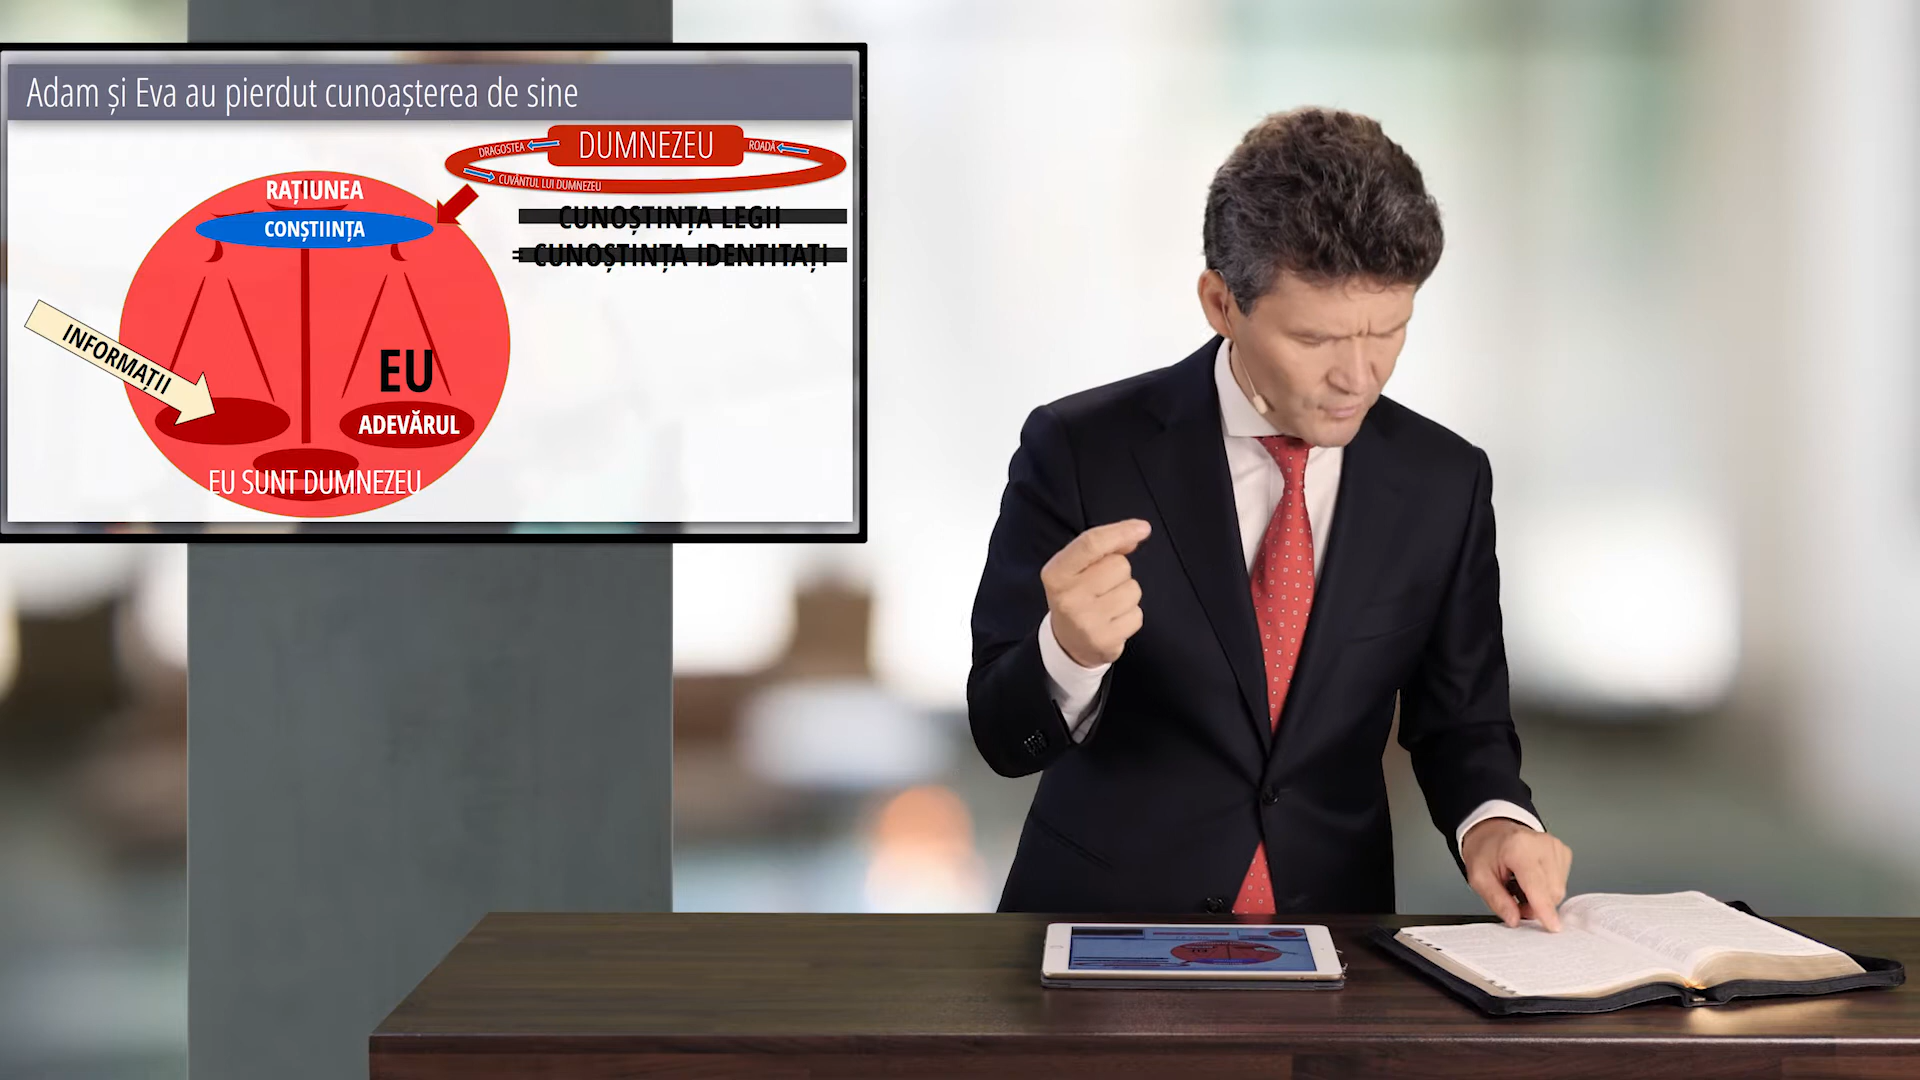 Adam și Eva au pierdut cunoașterea de sine
DUMNEZEU
DRAGOSTEA
ROADĂ
CUVÂNTUL LUI DUMNEZEU
RAȚIUNEA
CONȘTIINȚA
CUNOȘTINȚA LEGII
= CUNOȘTINȚA IDENTITAȚI
INFORMAȚII
EU
ADEVĂRUL
EU SUNT DUMNEZEU